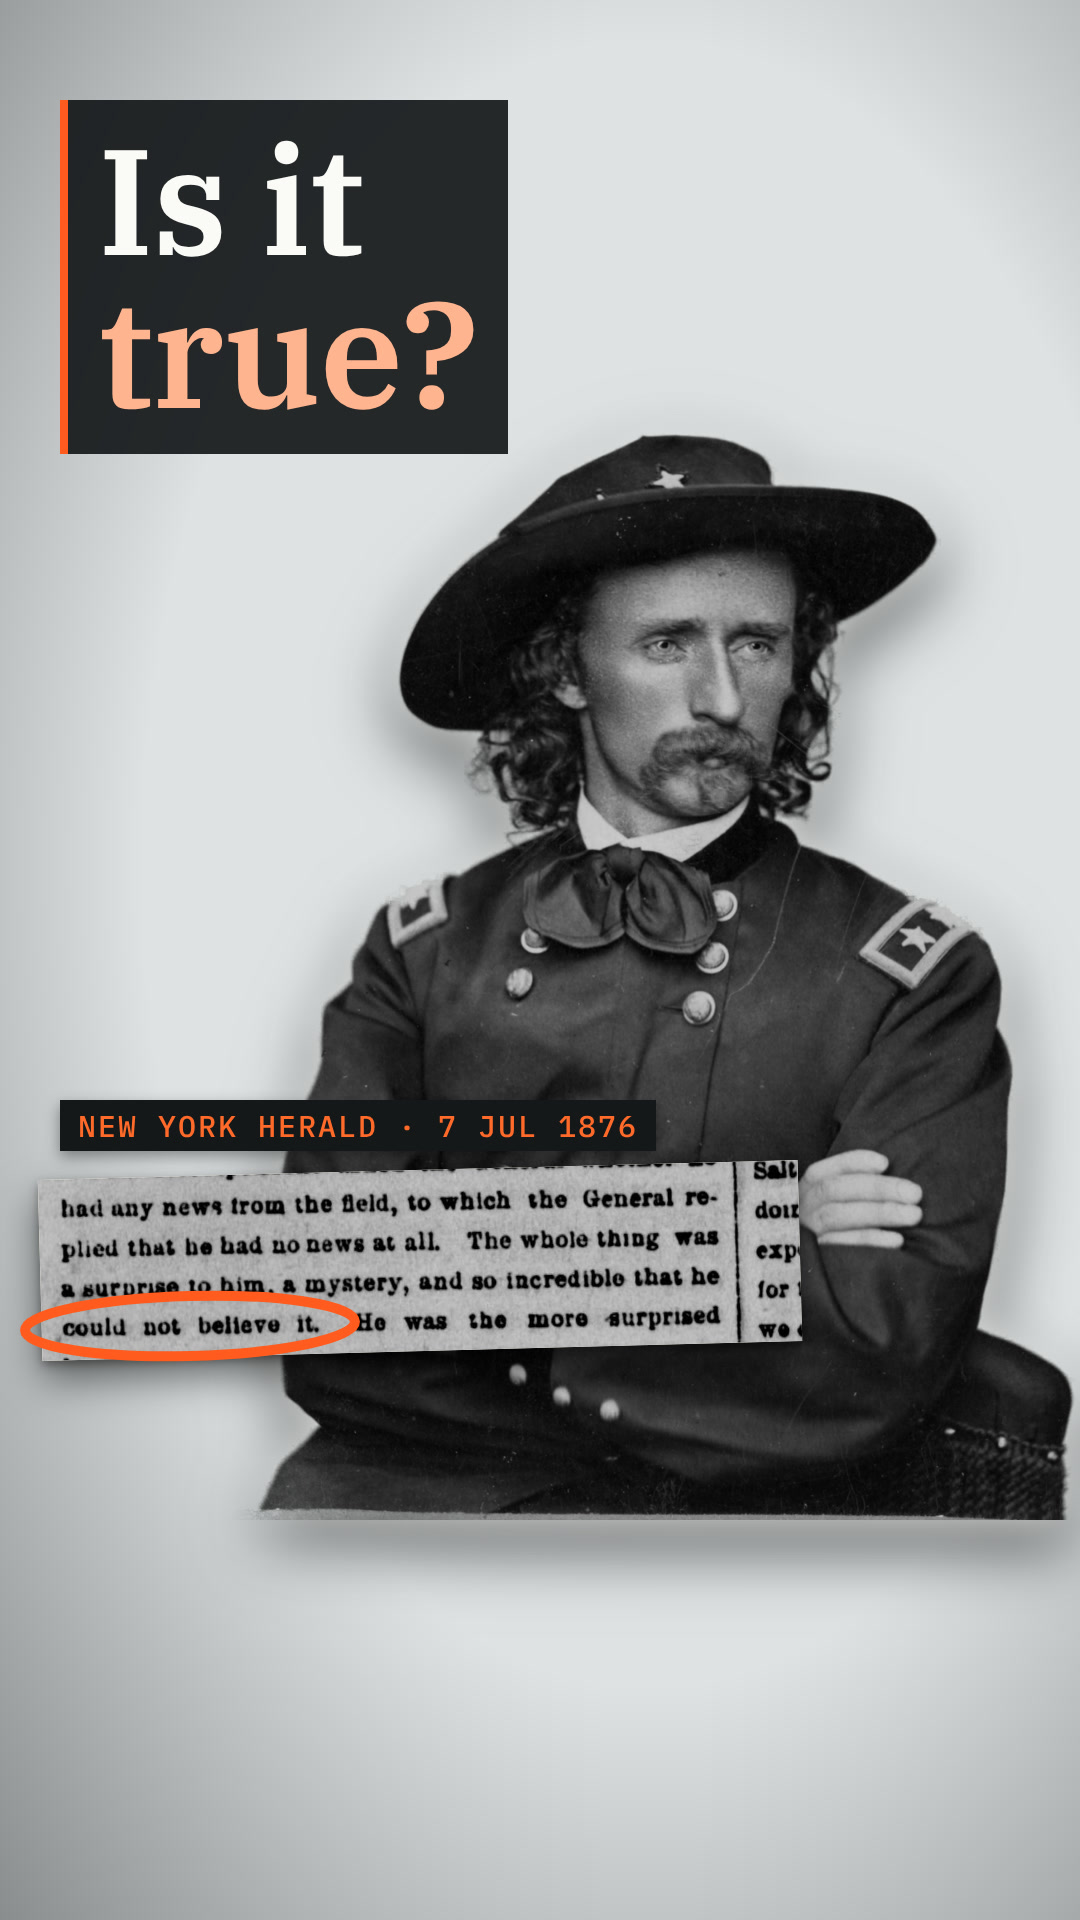 Is it
true?
NEW YORK HERALD · 7 JUL 1876
had any news from the field, to which the General re-
plied that he had no news at all. The whole thing was
a surprise to him, a mystery, and so incredible that he
could not believe it. He was the more surprised
Salt
doin
exp
for
we